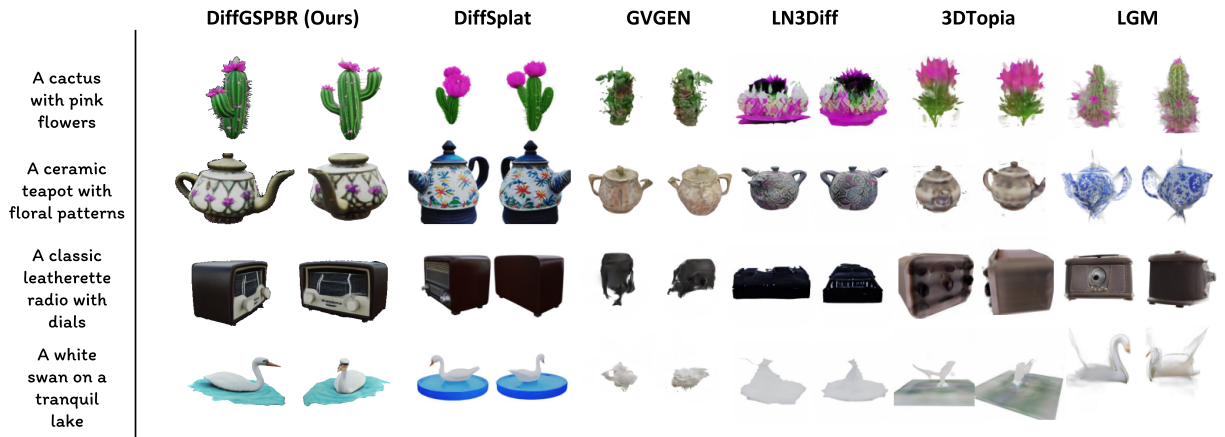 DiffGSPBR (Ours) DiffSplat GVGEN LN3Diff 3DTopia LGM
A cactus
with pink
flowers
A ceramic
teapot with
floral patterns
A classic
leatherette
radio with
dials
A white
swan on a
tranquil
lake